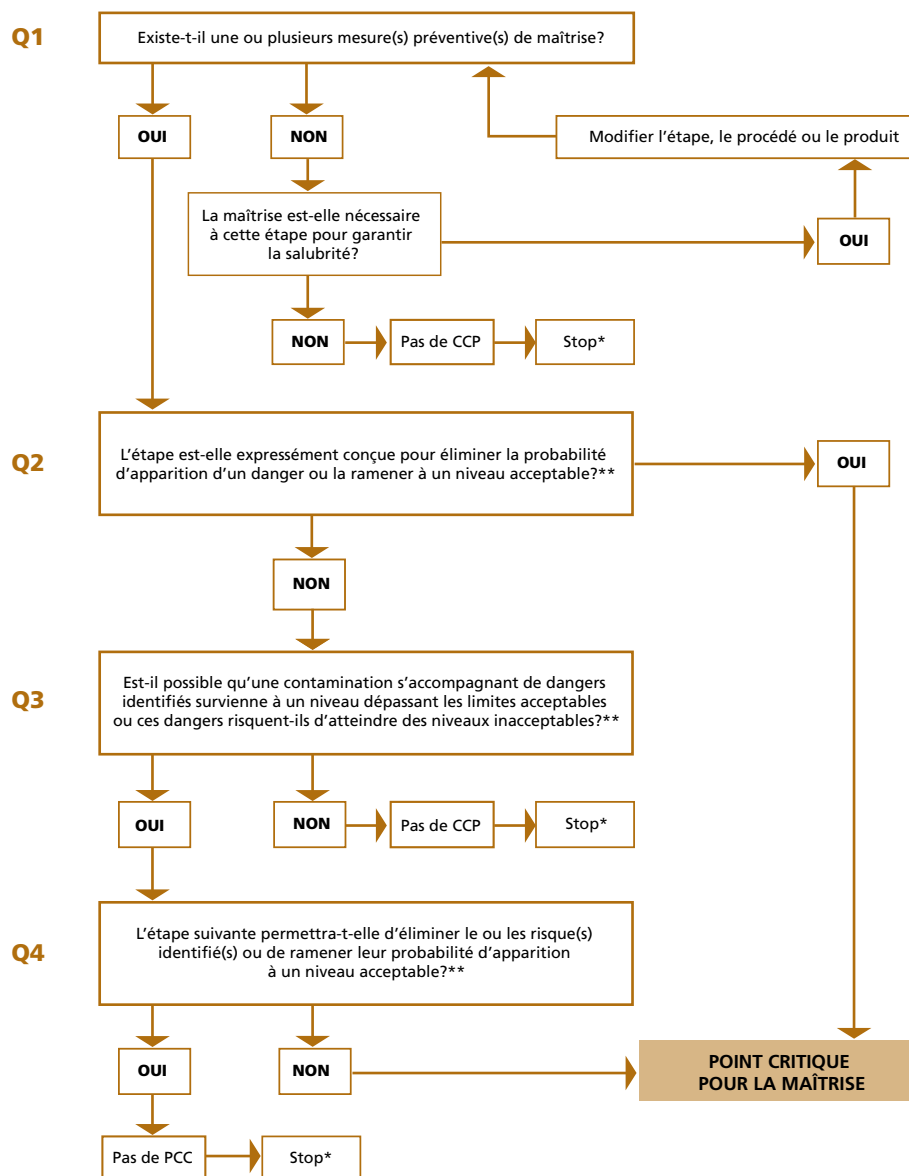 Q1
Existe-t-il une ou plusieurs mesure(s) préventive(s) de maîtrise?
OUI
NON
Modifier l'étape, le procédé ou le produit
La maîtrise est-elle nécessaire
à cette étape pour garantir
la salubrité?
OUI
NON
Pas de CCP
Stop*
Q2
L'étape est-elle expressément conçue pour éliminer la probabilité
d'apparition d'un danger ou la ramener à un niveau acceptable?**
OUI
NON
Q3
Est-il possible qu'une contamination s'accompagnant de dangers
identifiés survienne à un niveau dépassant les limites acceptables
ou ces dangers risquent-ils d'atteindre des niveaux inacceptables?**
OUI
NON
Pas de CCP
Stop*
Q4
L'étape suivante permettra-t-elle d'éliminer le ou les risque(s)
identifié(s) ou de ramener leur probabilité d'apparition
à un niveau acceptable?**
OUI
NON
POINT CRITIQUE
POUR LA MAÎTRISE
Pas de PCC
Stop*